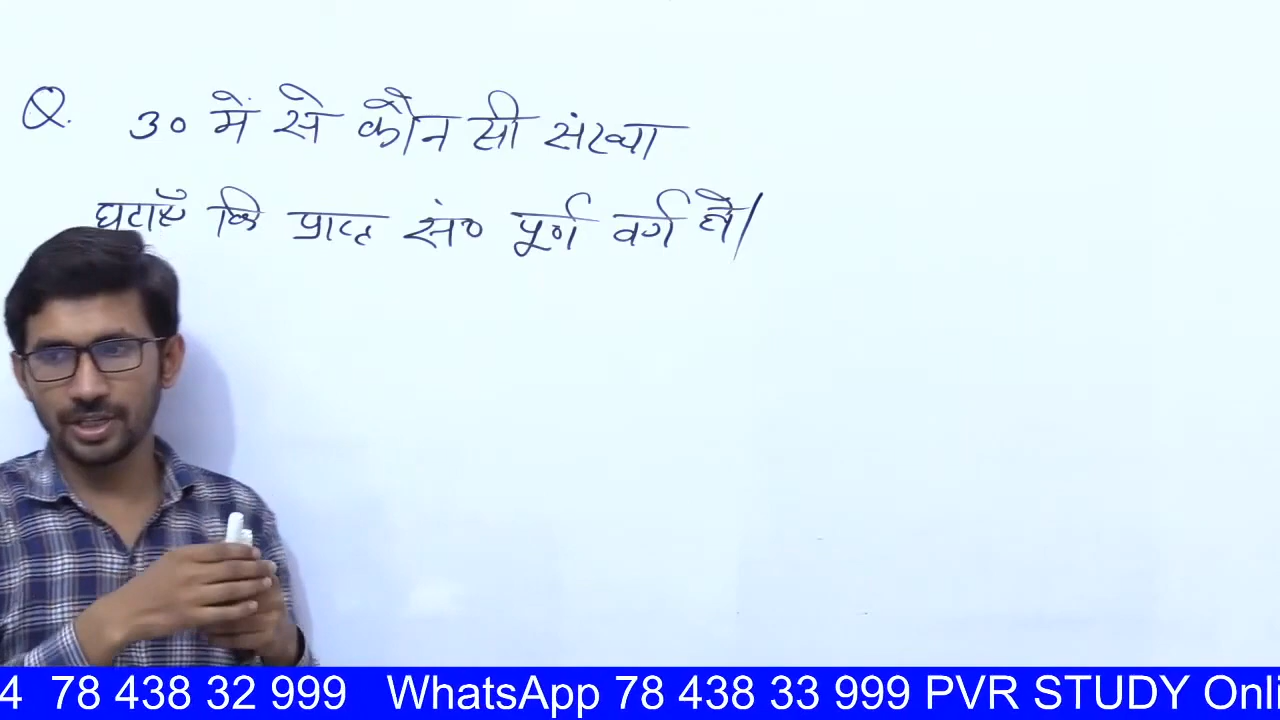 Q. 30 में से कौन सी संख्या
घटाएँ कि प्राप्त सं० पूर्ण वर्ग हो।
4 78 438 32 999 WhatsApp 78 438 33 999 PVR STUDY Onli